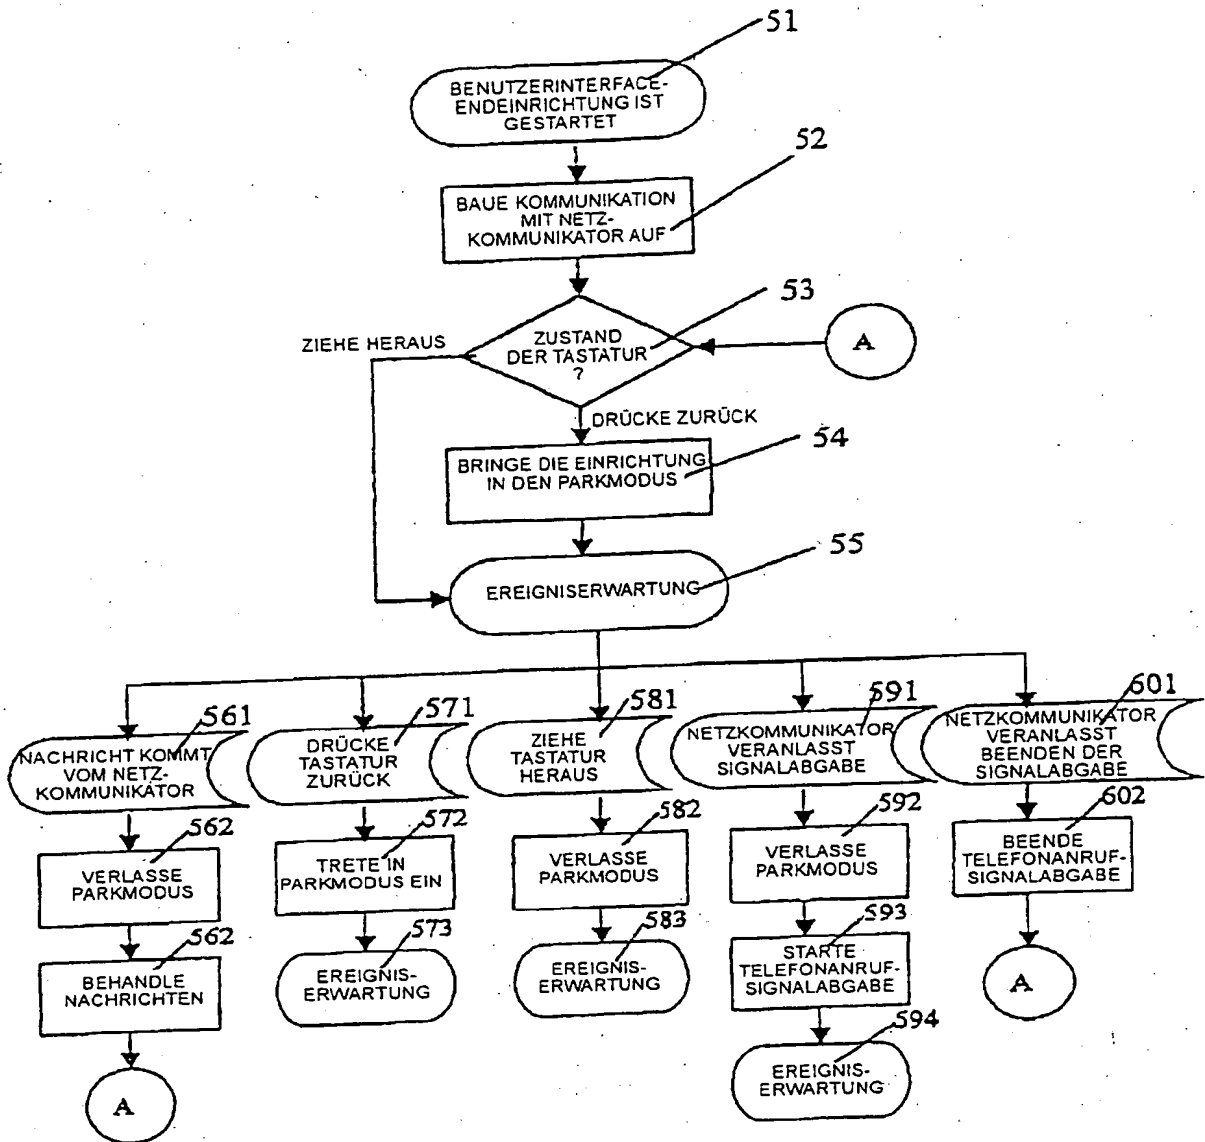 51
BENUTZERINTERFACE-
ENDEINRICHTUNG IST
GESTARTET
52
BAUE KOMMUNIKATION
MIT NETZ-
KOMMUNIKATOR AUF
53
ZIEHE HERAUS
ZUSTAND
DER TASTATUR
?
A
DRÜCKE ZURÜCK
54
BRINGE DIE EINRICHTUNG
IN DEN PARKMODUS
55
EREIGNISERWARTUNG
561
NACHRICHT KOMMT
VOM NETZ-
KOMMUNIKATOR
562
VERLASSE
PARKMODUS
562
BEHANDLE
NACHRICHTEN
A
571
DRÜCKE
TASTATUR
ZURÜCK
572
TRETE IN
PARKMODUS EIN
573
EREIGNIS-
ERWARTUNG
581
ZIEHE
TASTATUR
HERAUS
582
VERLASSE
PARKMODUS
583
EREIGNIS-
ERWARTUNG
591
NETZKOMMUNIKATOR
VERANLASST
SIGNALABGABE
592
VERLASSE
PARKMODUS
593
STARTE
TELEFONANRUF-
SIGNALABGABE
594
EREIGNIS-
ERWARTUNG
601
NETZKOMMUNIKATOR
VERANLASST
BEENDEN DER
SIGNALABGABE
602
BEENDE
TELEFONANRUF-
SIGNALABGABE
A